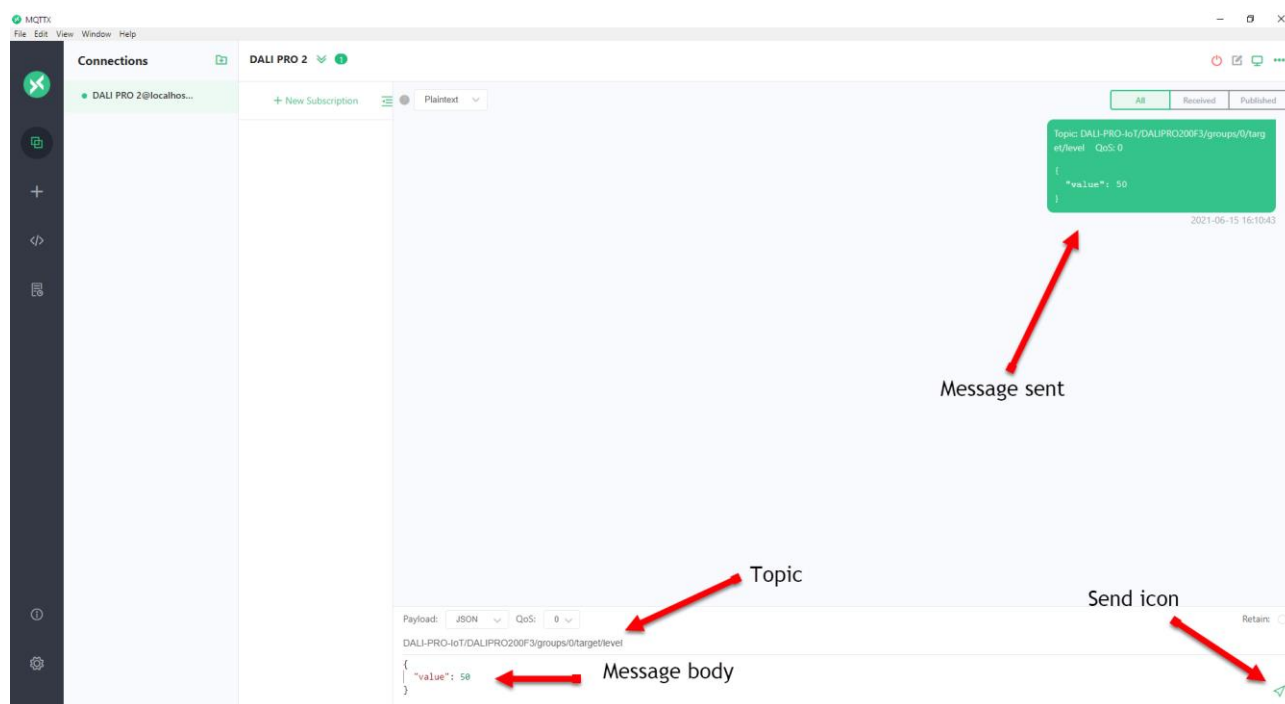 MQTTX
File Edit View Window Help
Connections
DALI PRO 2 1
DALI PRO 2@localhos...
+ New Subscription
Plaintext
All Received Published
Topic: DALI-PRO-IoT/DALIPRO200F3/groups/0/targ
et/level QoS: 0
{
"value": 50
}
2021-06-15 16:10:43
Message sent
Topic
Send icon
Payload: JSON QoS: 0 Retain:
DALI-PRO-IoT/DALIPRO200F3/groups/0/target/level
{
"value": 50
}
Message body